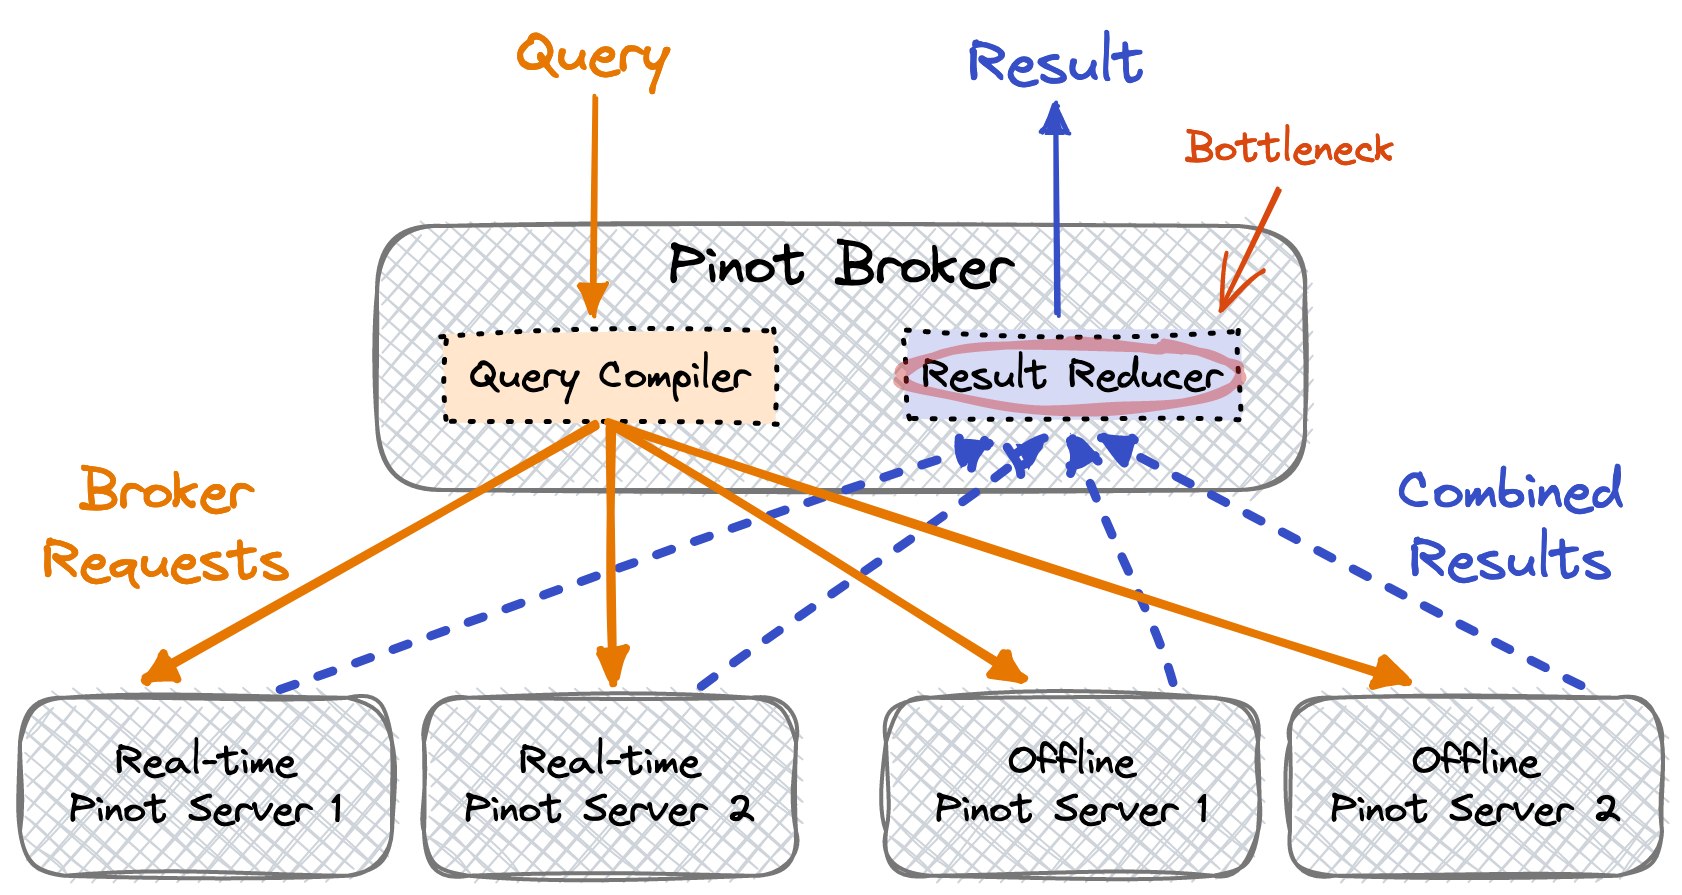 Query
Result
Bottleneck
Pinot Broker
Query Compiler
Result Reducer
Broker
Requests
Combined
Results
Real-time
Pinot Server 1
Real-time
Pinot Server 2
Offline
Pinot Server 1
Offline
Pinot Server 2